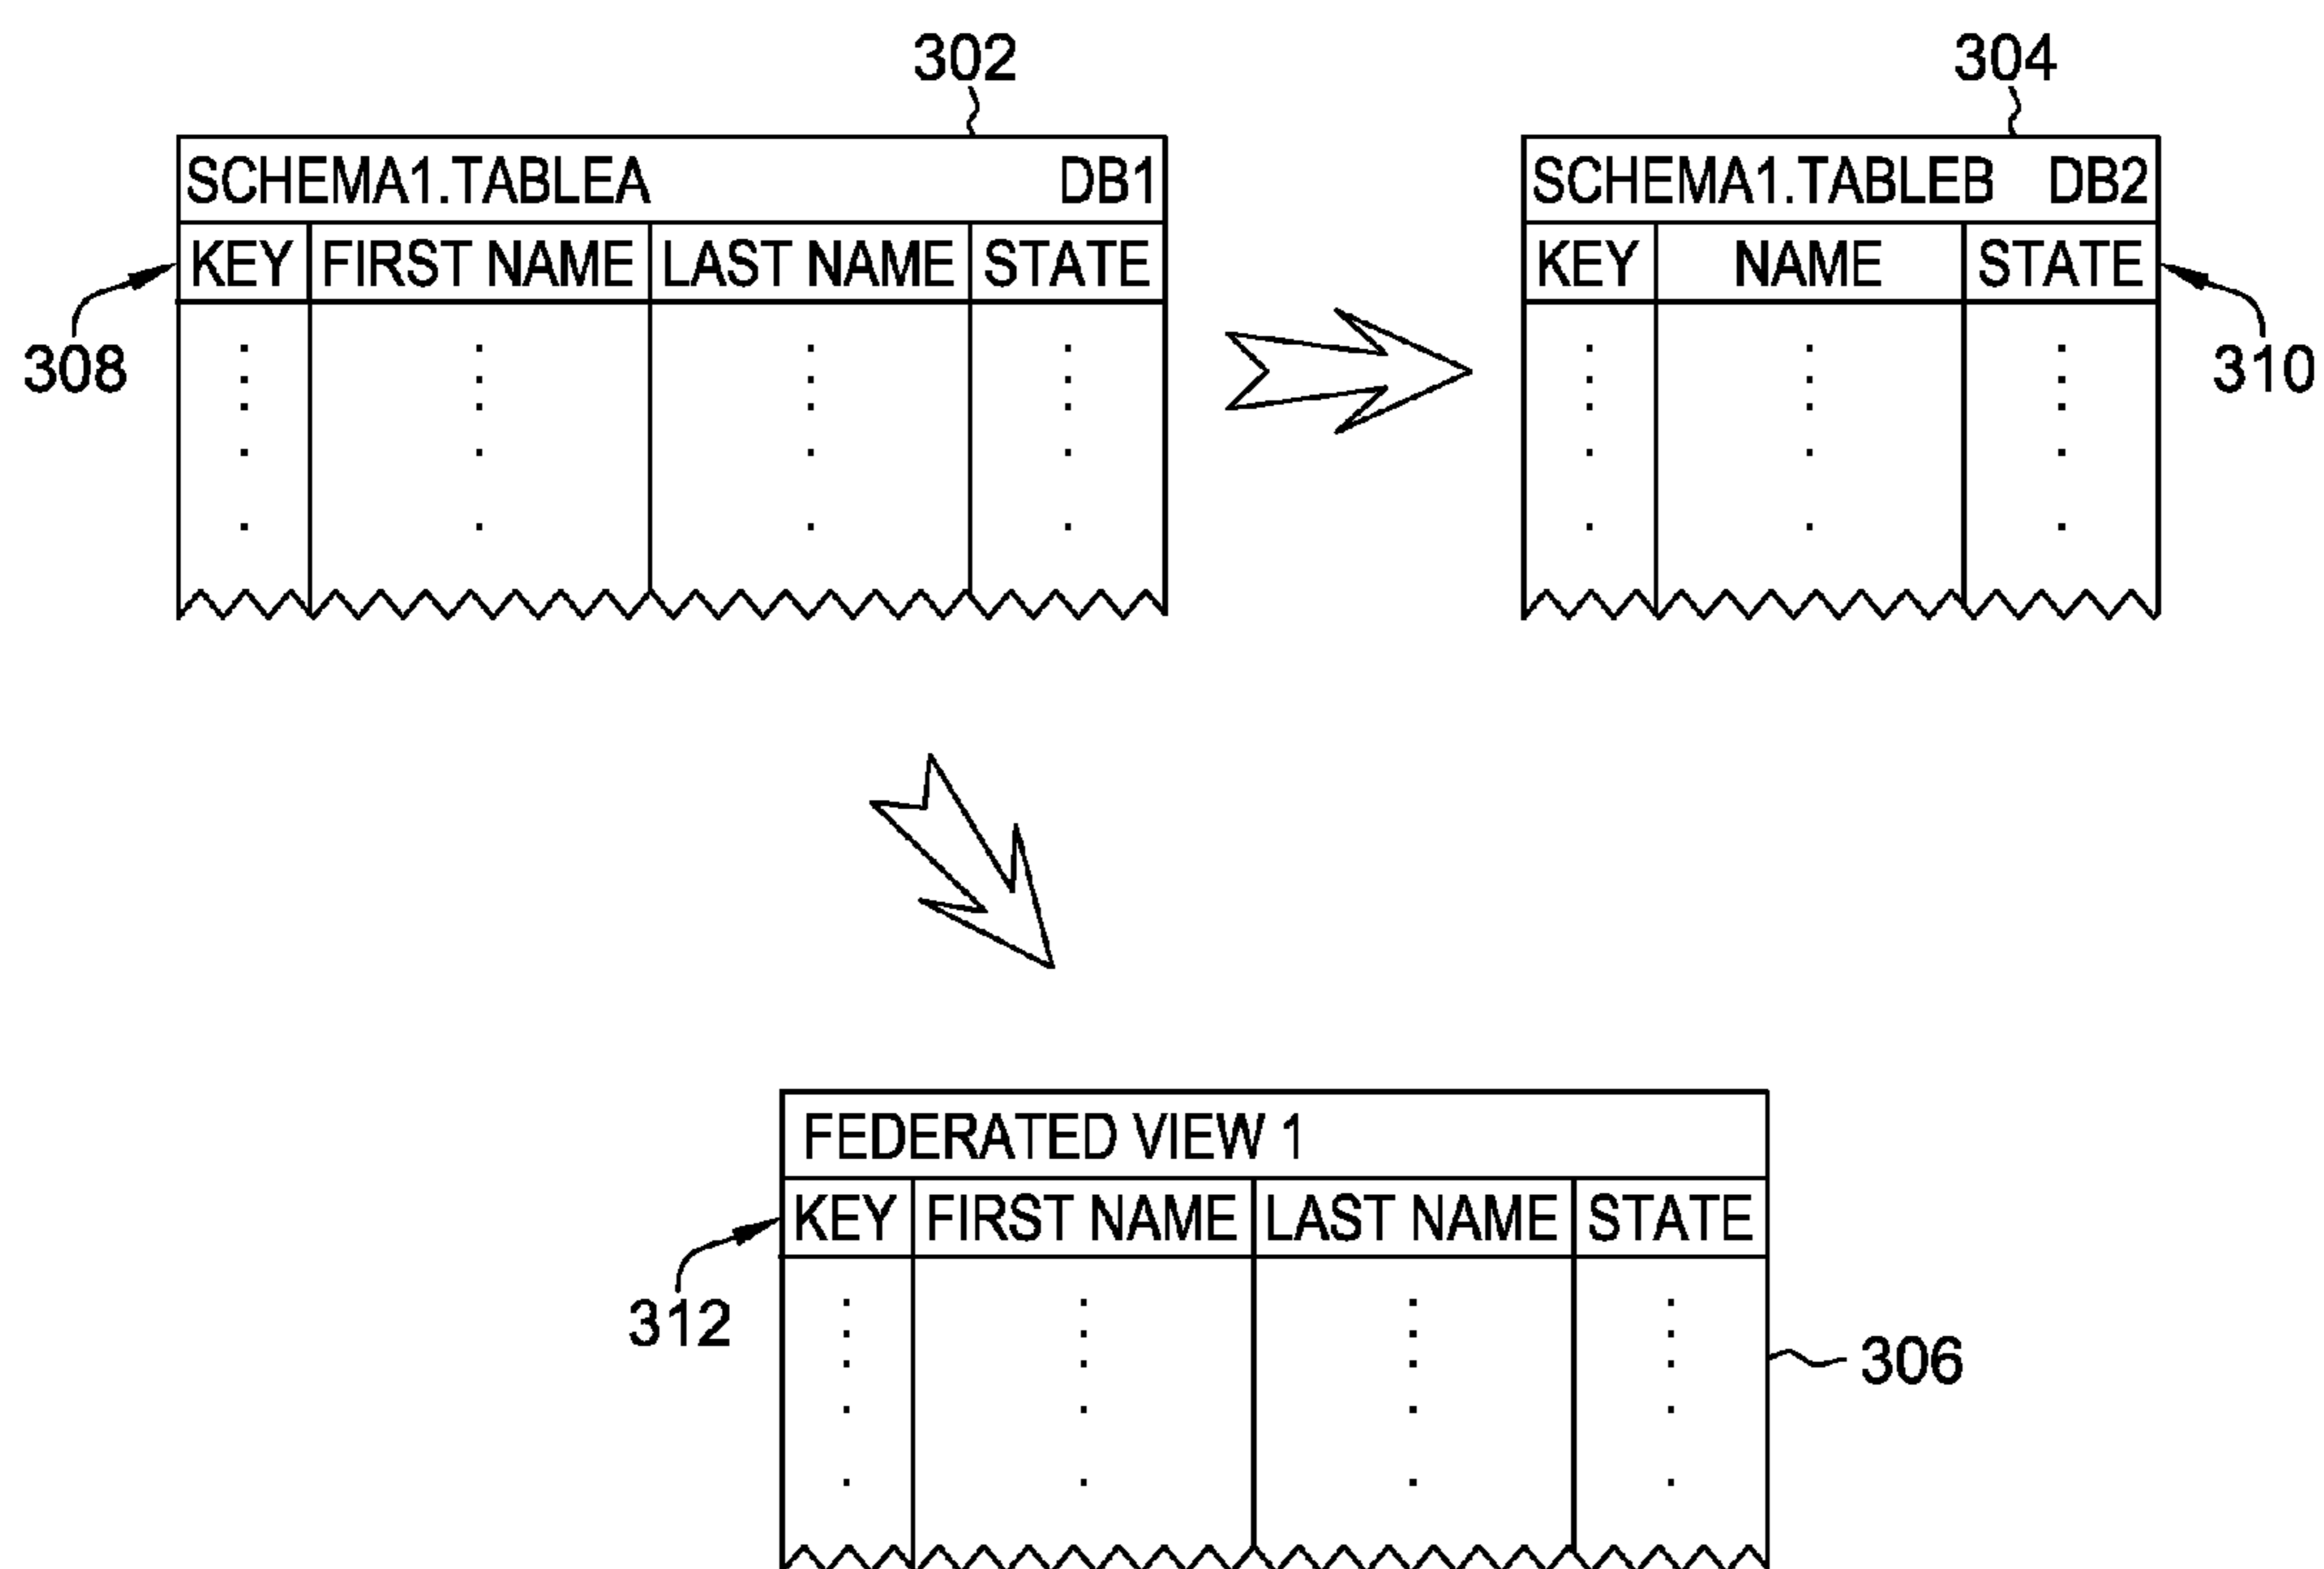 302
304
SCHEMA1.TABLEA DB1
SCHEMA1.TABLEB DB2
KEY FIRST NAME LAST NAME STATE
KEY NAME STATE
308
310
FEDERATED VIEW 1
KEY FIRST NAME LAST NAME STATE
312
306